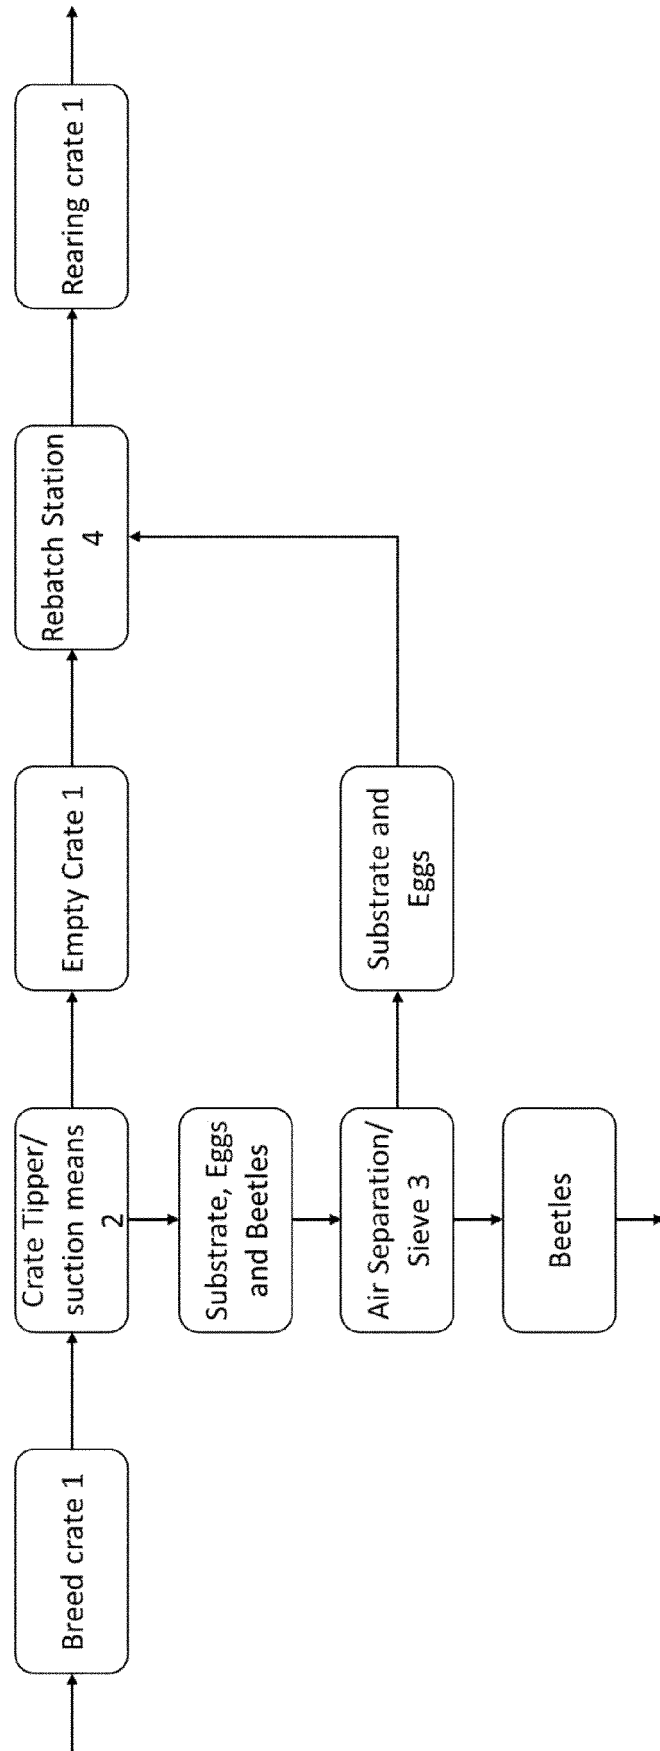 Breed crate 1
Crate Tipper/
suction means
2
Empty Crate 1
Rebatch Station
4
Rearing crate 1
Substrate, Eggs
and Beetles
Air Separation/
Sieve 3
Substrate and
Eggs
Beetles